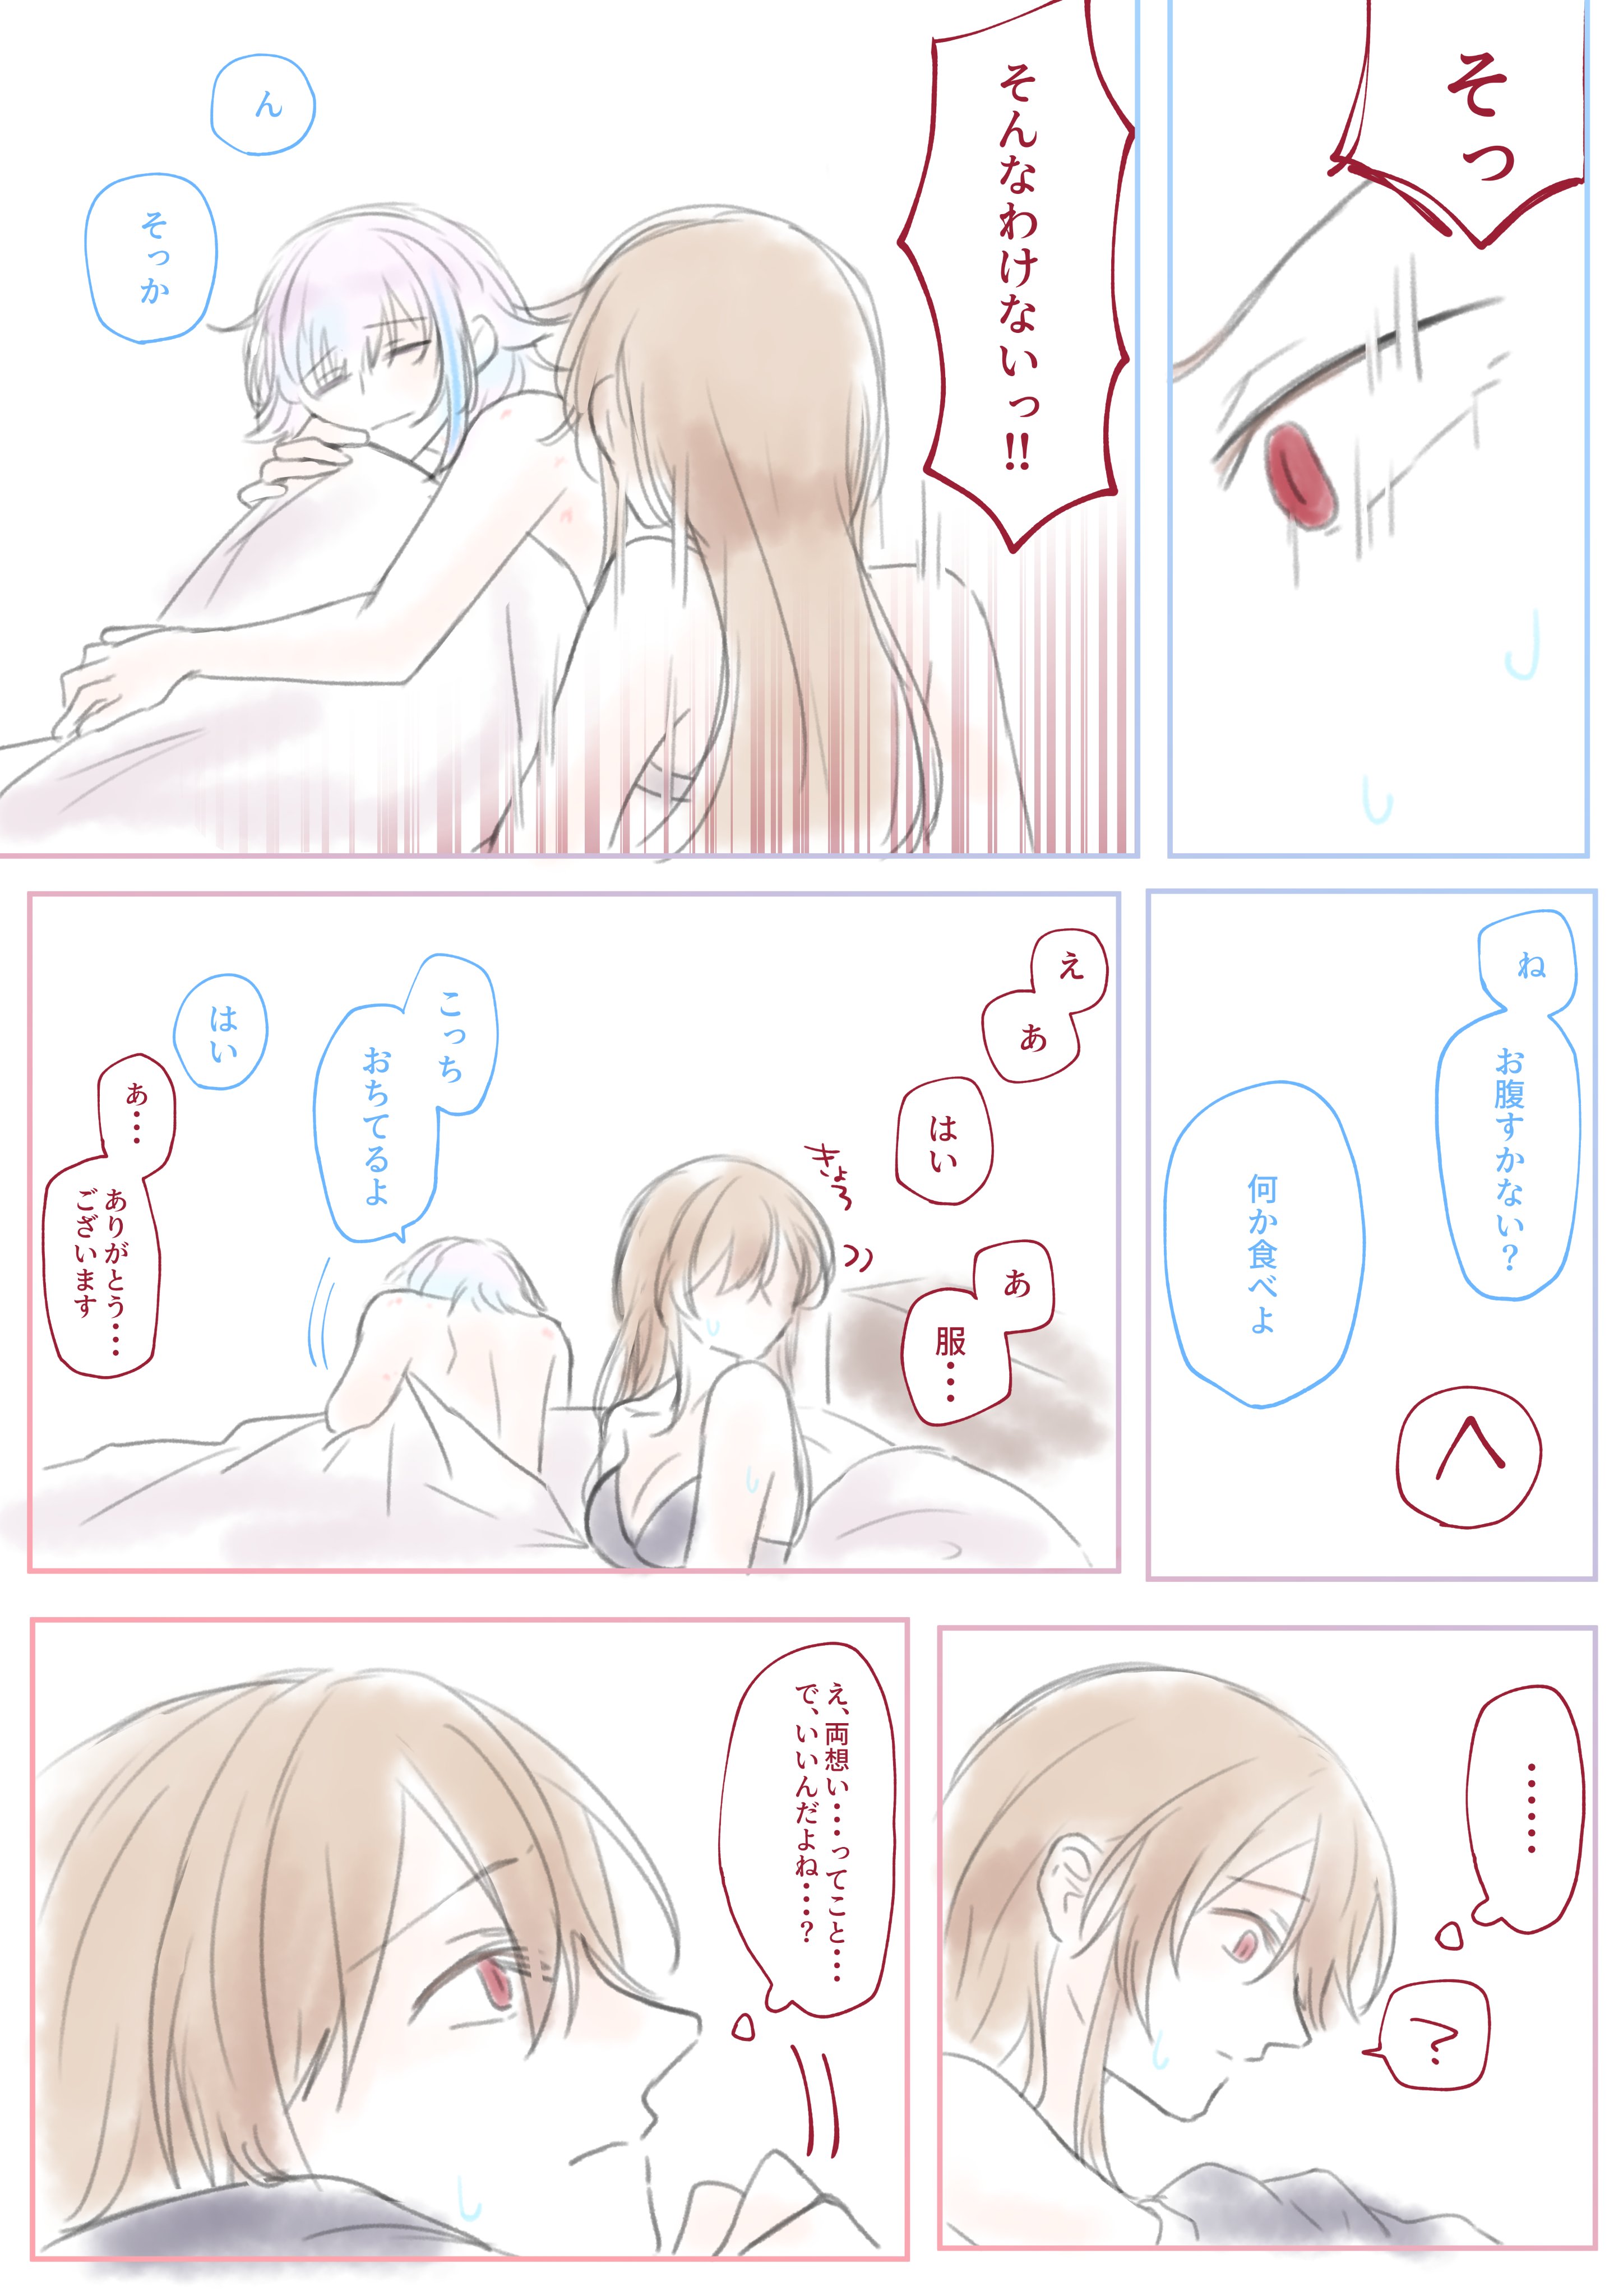 そっ
そんなわけないっ!!
ん
そっか
ね
お腹すかない?
何か食べよ
へ
え
あ
はい
きょろ
あ
服……
こっち
おちてるよ
はい
あ…
ありがとう……
ございます
……
?
え、両想い……ってこと……
で、いいんだよね……?